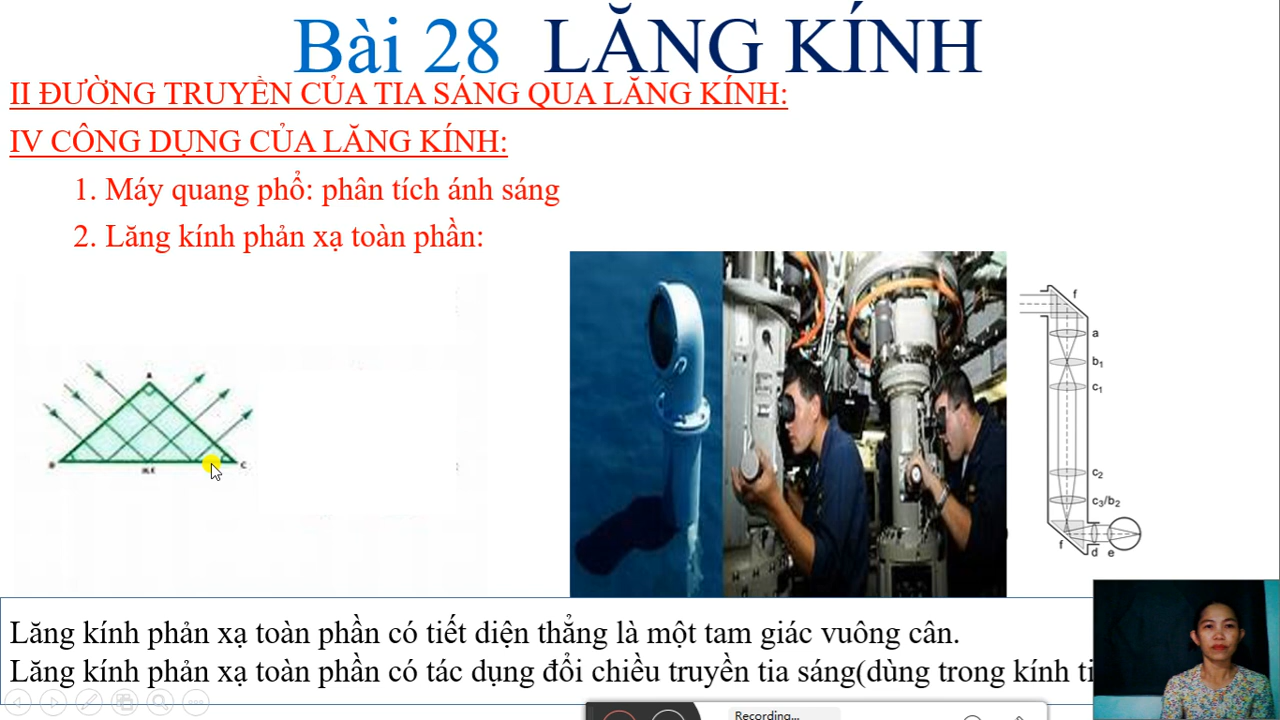 Bài 28 LĂNG KÍNH
II ĐƯỜNG TRUYỀN CỦA TIA SÁNG QUA LĂNG KÍNH:
IV CÔNG DỤNG CỦA LĂNG KÍNH:
1. Máy quang phổ: phân tích ánh sáng
2. Lăng kính phản xạ toàn phần:
A
B
C
f
a
b1
c1
c2
c3/b2
f
d
e
Lăng kính phản xạ toàn phần có tiết diện thẳng là một tam giác vuông cân.
Lăng kính phản xạ toàn phần có tác dụng đổi chiều truyền tia sáng(dùng trong kính
Recording...